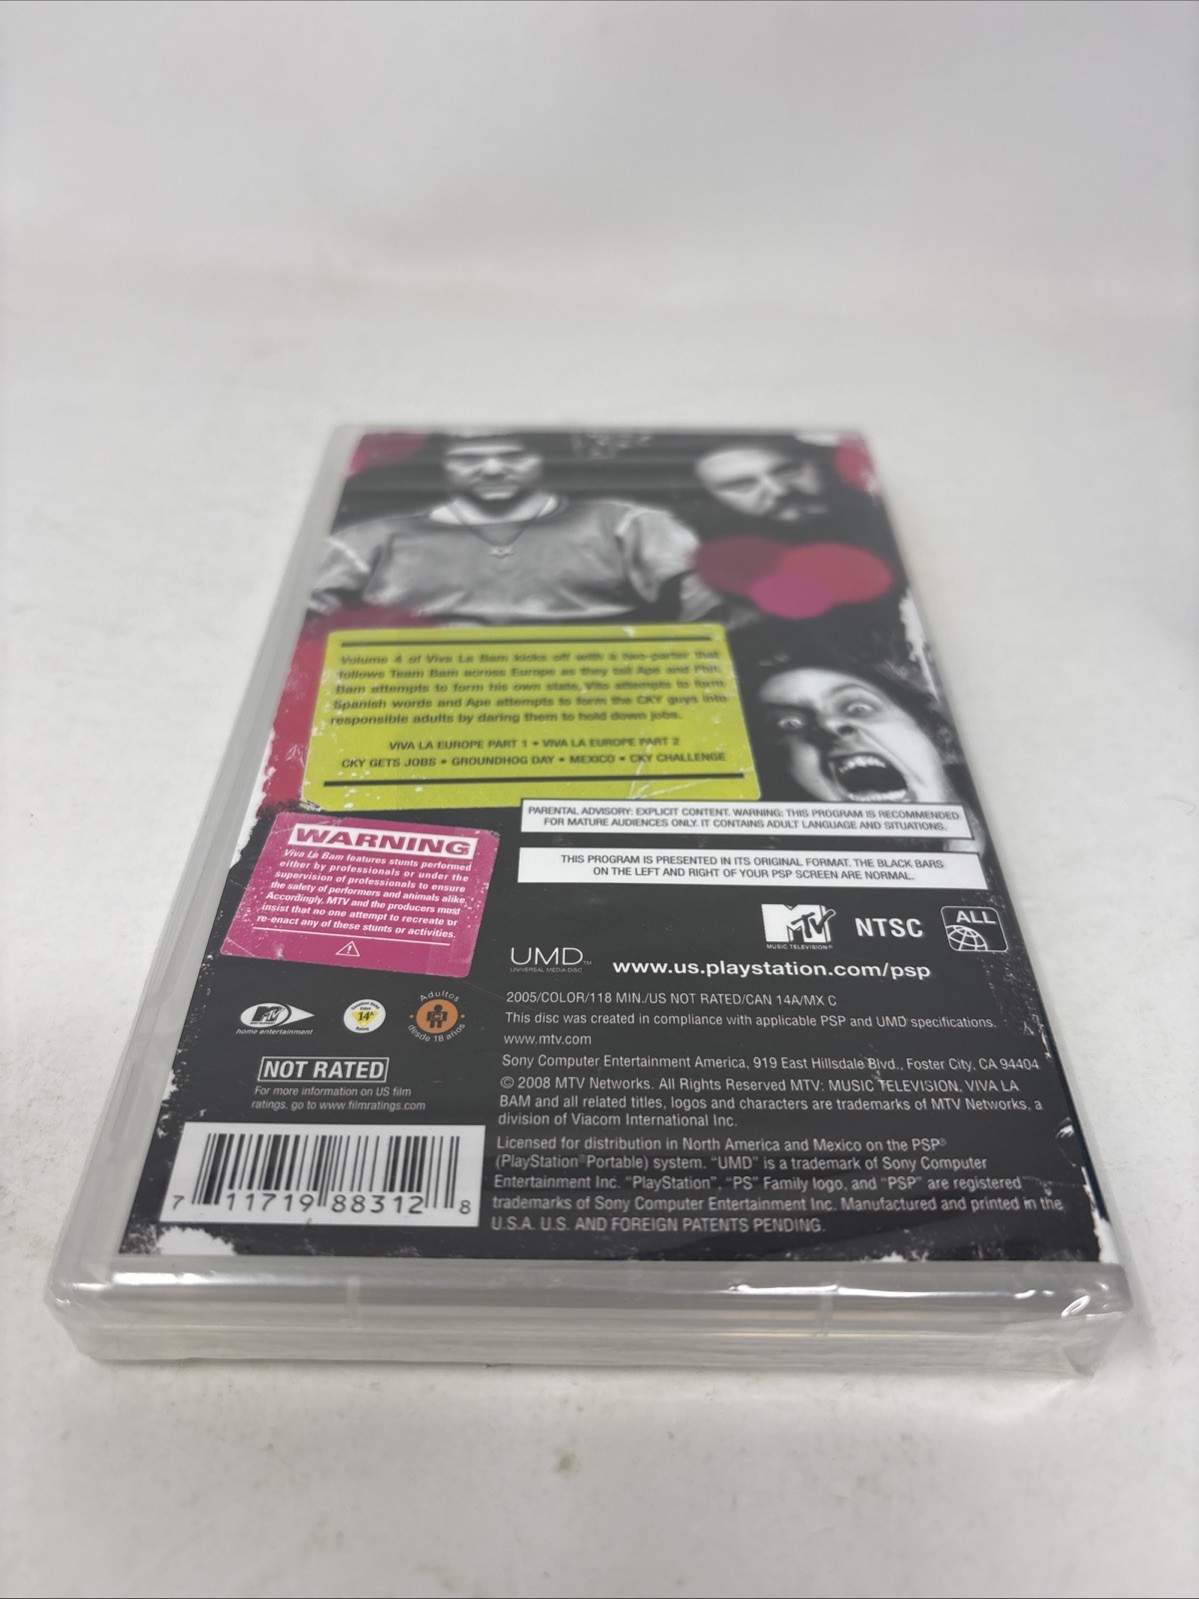 Volume 4 of Viva La Bam kicks off with a two-parter that
follows Team Bam across Europe as they tail Ape and Phil.
Bam attempts to form his own state, Vito attempts to form
Spanish words and Ape attempts to form the CKY guys into
responsible adults by daring them to hold down jobs.
VIVA LA EUROPE PART 1 • VIVA LA EUROPE PART 2
CKY GETS JOBS • GROUNDHOG DAY • MEXICO • CKY CHALLENGE
PARENTAL ADVISORY: EXPLICIT CONTENT. WARNING: THIS PROGRAM IS RECOMMENDED
FOR MATURE AUDIENCES ONLY. IT CONTAINS ADULT LANGUAGE AND SITUATIONS.
WARNING
Viva La Bam features stunts performed
either by professionals or under the
supervision of professionals to ensure
the safety of performers and animals alike.
Accordingly, MTV and the producers must
insist that no one attempt to recreate or
re-enact any of these stunts or activities.
THIS PROGRAM IS PRESENTED IN ITS ORIGINAL FORMAT. THE BLACK BARS
ON THE LEFT AND RIGHT OF YOUR PSP SCREEN ARE NORMAL.
MTV
MUSIC TELEVISION®
NTSC
ALL
UMD™
UNIVERSAL MEDIA DISC
www.us.playstation.com/psp
2005/COLOR/118 MIN./US NOT RATED/CAN 14A/MX C
This disc was created in compliance with applicable PSP and UMD specifications.
www.mtv.com
MTV
home entertainment
14A
Adultos
desde 18 años
NOT RATED
For more information on US film
ratings, go to www.filmratings.com
Sony Computer Entertainment America, 919 East Hillsdale Blvd., Foster City, CA 94404
© 2008 MTV Networks. All Rights Reserved MTV: MUSIC TELEVISION, VIVA LA
BAM and all related titles, logos and characters are trademarks of MTV Networks, a
division of Viacom International Inc.
Licensed for distribution in North America and Mexico on the PSP®
(PlayStation®Portable) system. "UMD" is a trademark of Sony Computer
Entertainment Inc. "PlayStation", "PS" Family logo, and "PSP" are registered
trademarks of Sony Computer Entertainment Inc. Manufactured and printed in the
U.S.A. U.S. AND FOREIGN PATENTS PENDING.
7 11719 88312 8